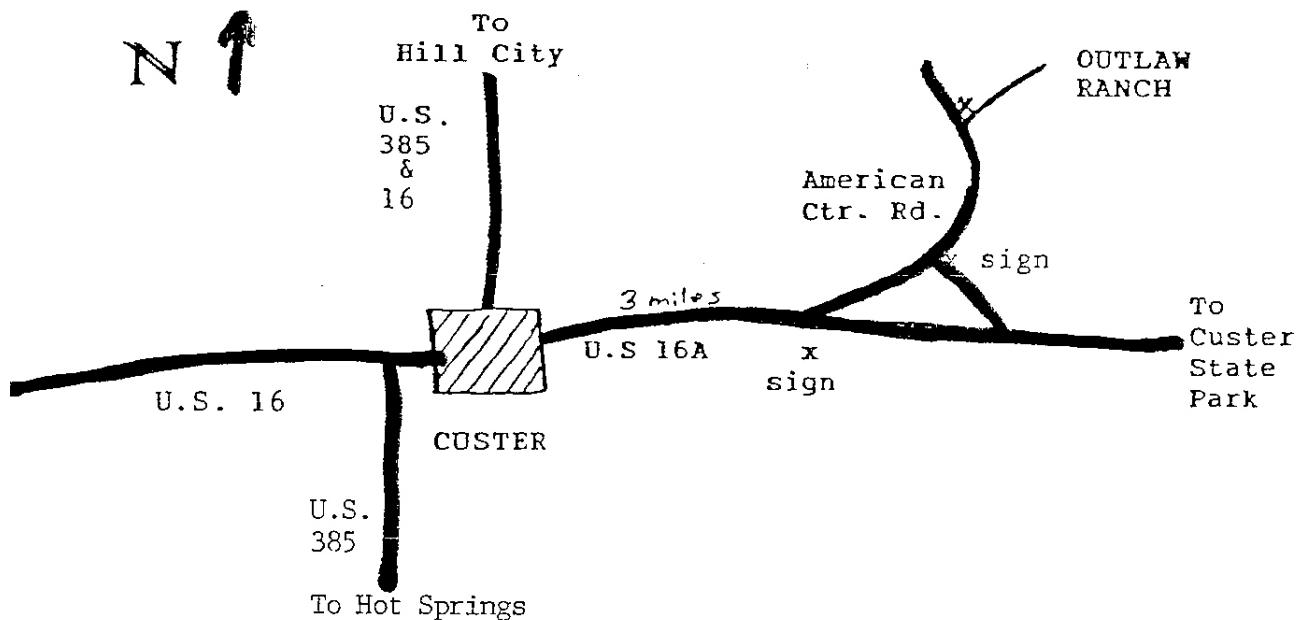 N
To
Hill City
OUTLAW
RANCH
U.S.
385
&
16
x
American
Ctr. Rd.
x sign
3 miles
To
Custer
State
Park
U.S 16A
x
sign
U.S. 16
CUSTER
U.S.
385
To Hot Springs